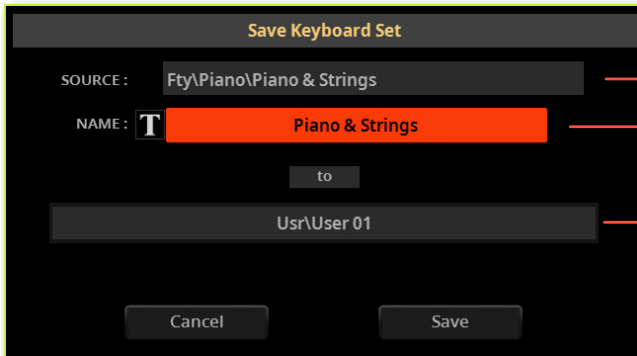 Save Keyboard Set
SOURCE : Fty\Piano\Piano & Strings
NAME : T Piano & Strings
to
Usr\User 01
Cancel Save